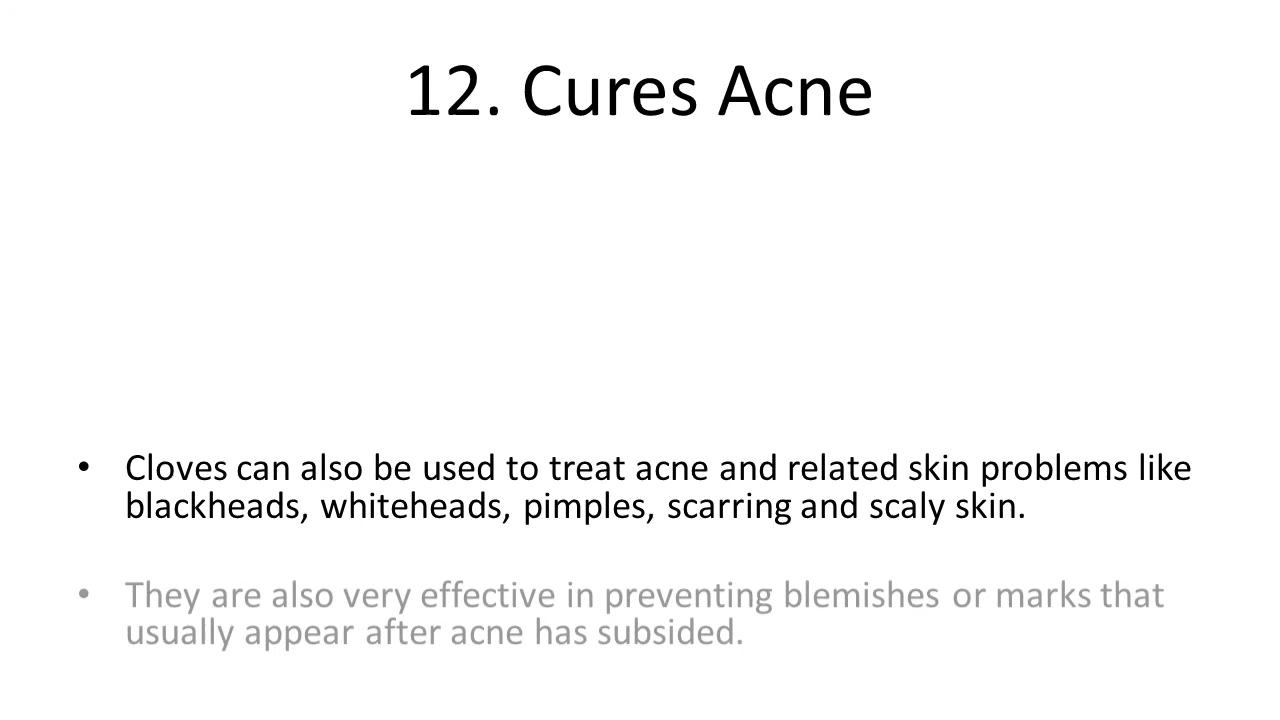 12. Cures Acne
• Cloves can also be used to treat acne and related skin problems like
blackheads, whiteheads, pimples, scarring and scaly skin.
• They are also very effective in preventing blemishes or marks that
usually appear after acne has subsided.